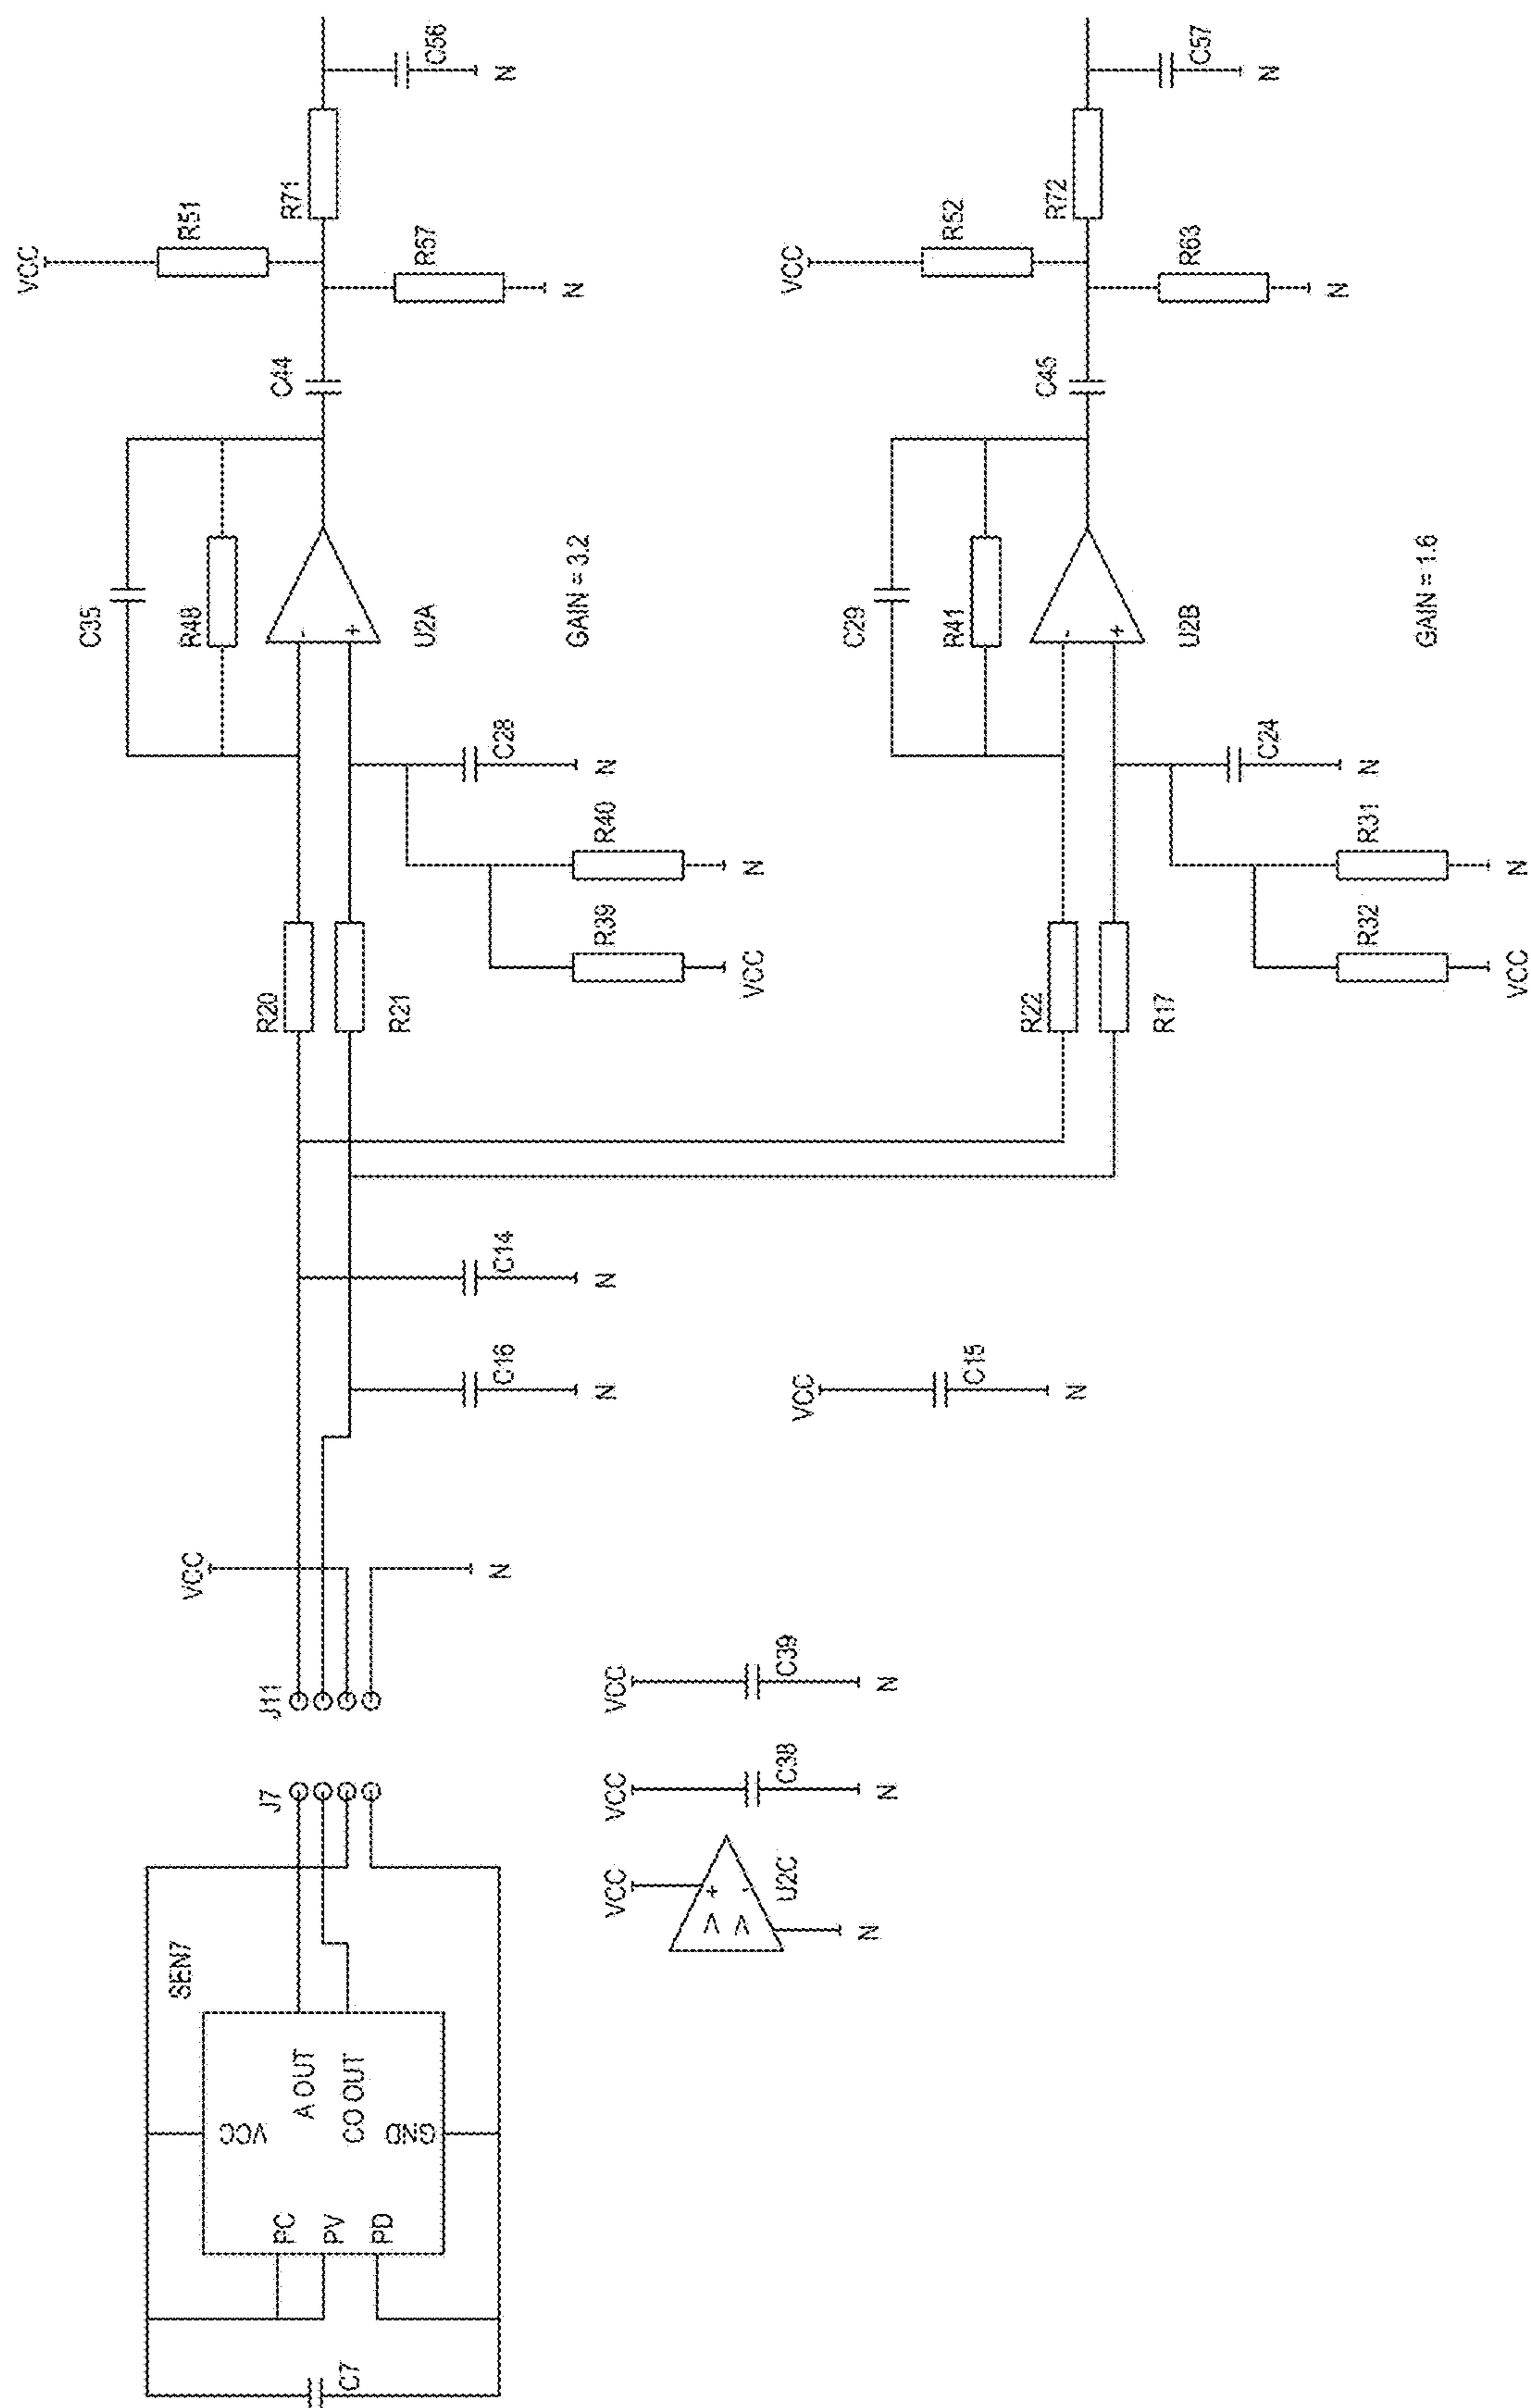 C7
PC
PV
PD
VCC
GND
A OUT
CO OUT
SEN7
J7
J11
VCC
N
VCC
U2C
N
VCC
C38
N
VCC
C39
N
C16
N
C14
N
VCC
C15
N
R20
R21
R39
VCC
R40
N
C28
N
C35
R48
-
+
U2A
GAIN = 3.2
C44
VCC
R51
R57
N
R71
C56
N
R22
R17
R32
VCC
R31
N
C24
N
C29
R41
-
+
U2B
GAIN = 1.6
C45
VCC
R52
R63
N
R72
C57
N